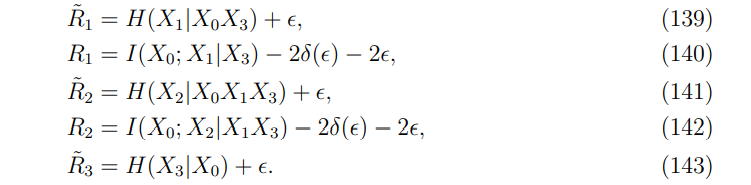 R̃₁ = H(X₁|X₀X₃) + ϵ, (139)
R₁ = I(X₀; X₁|X₃) − 2δ(ϵ) − 2ϵ, (140)
R̃₂ = H(X₂|X₀X₁X₃) + ϵ, (141)
R₂ = I(X₀; X₂|X₁X₃) − 2δ(ϵ) − 2ϵ, (142)
R̃₃ = H(X₃|X₀) + ϵ. (143)